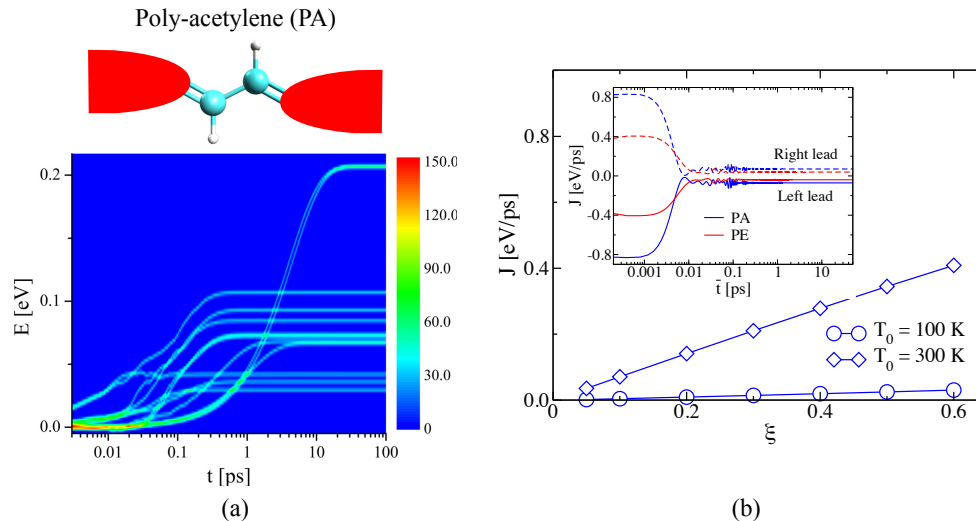 Poly-acetylene (PA)
E [eV]
0.2
0.1
0.0
0.01
0.1
1
10
100
t [ps]
150.0
120.0
90.0
60.0
30.0
0
(a)
J [eV/ps]
0.8
0.4
0.0
0.2
0.4
0.6
ξ
J [eV/ps]
0.8
0.4
0.0
-0.4
-0.8
0.001
0.01
0.1
1
10
t̄ [ps]
Right lead
Left lead
PA
PE
T₀ = 100 K
T₀ = 300 K
(b)